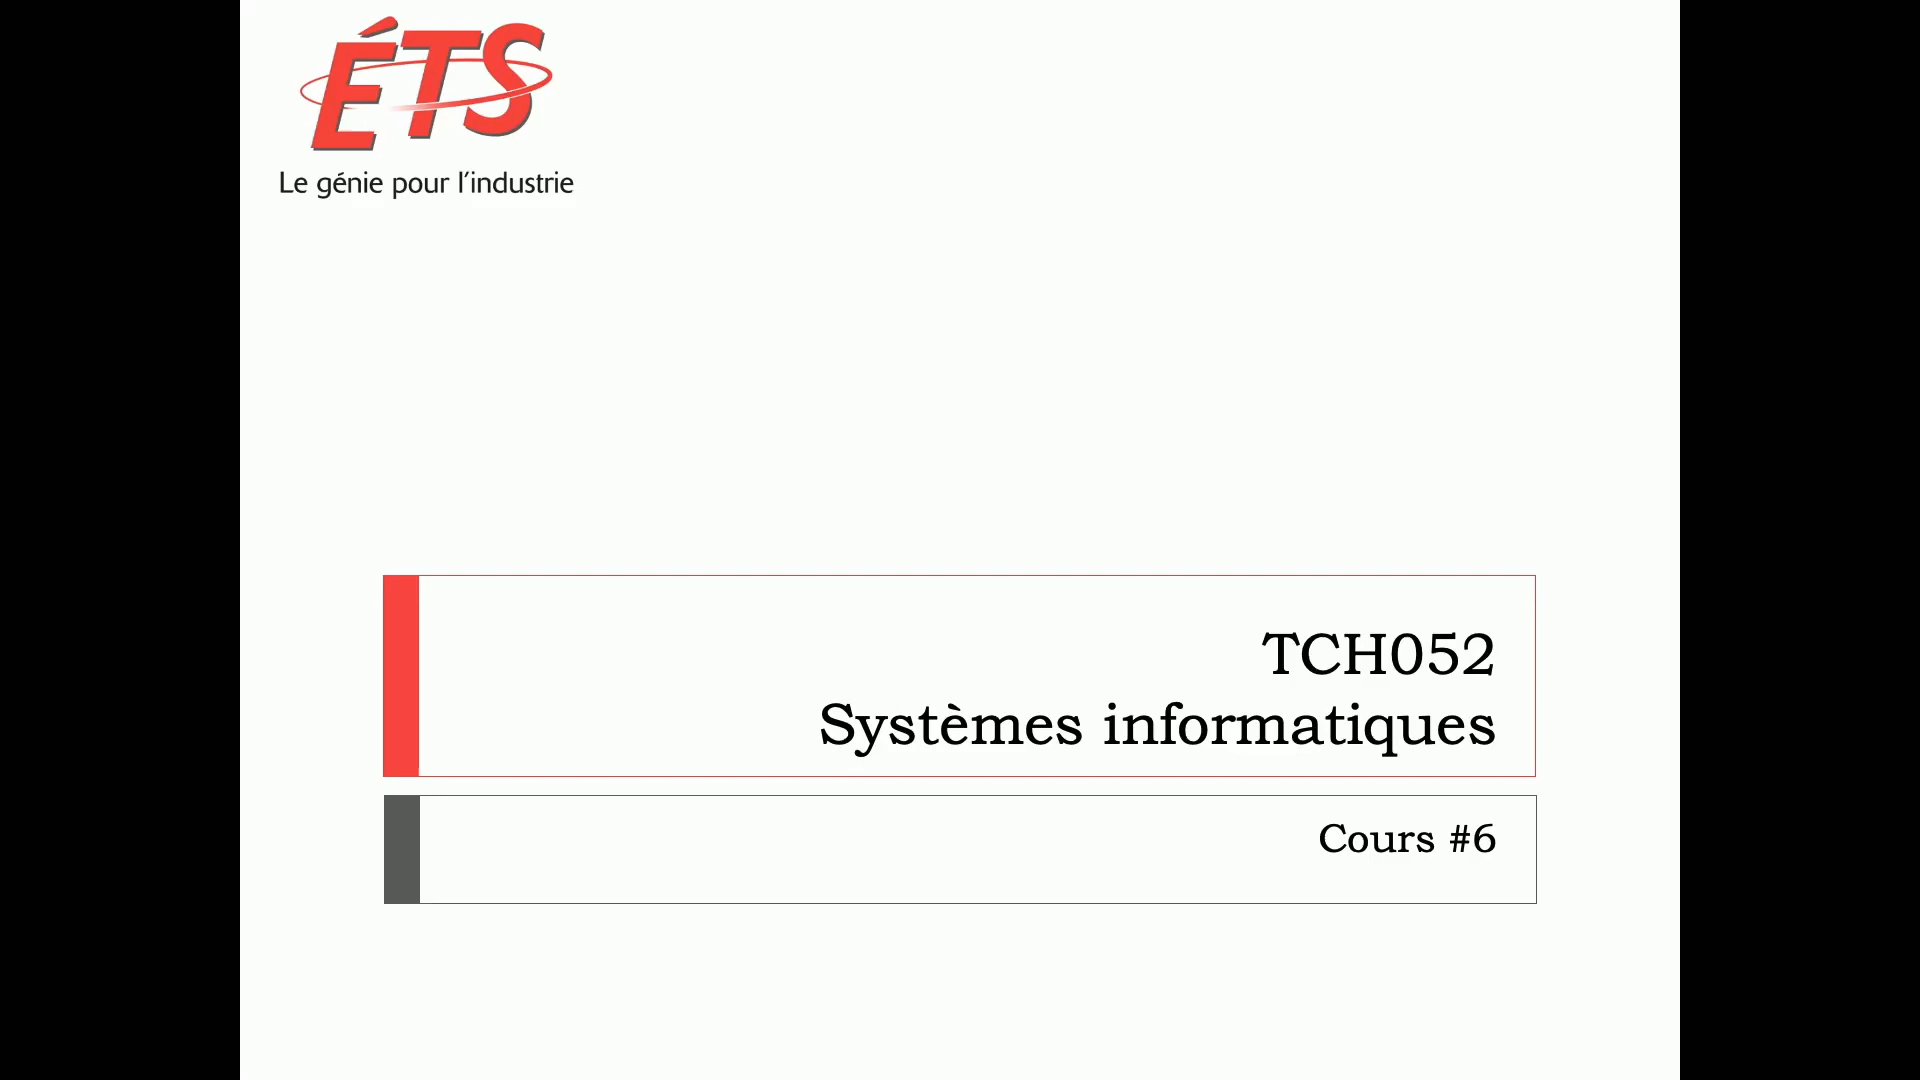 ÉTS
Le génie pour l'industrie
TCH052
Systèmes informatiques
Cours #6